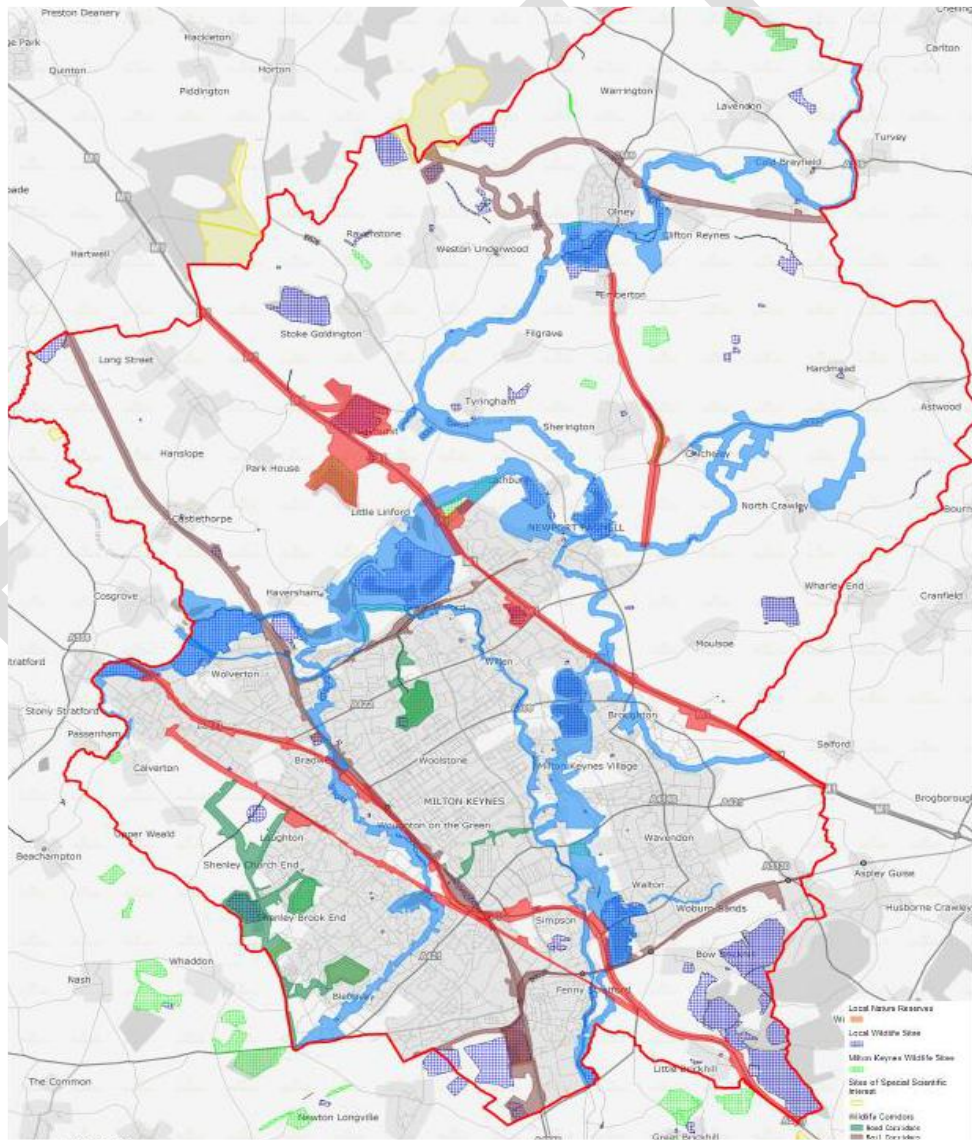 Preston Deanery
Hackleton
Quinton
Horton
Piddington
Warrington
Carlton
Lavendon
Turvey
Cold Brayfield
Hartwell
Ravenstone
Weston Underwood
Olney
Clifton Reynes
Emberton
Stoke Goldington
Filgrave
Long Street
Hardmead
Tyringham
Sherington
Astwood
Hanslope
Park House
Chicheley
Castlethorpe
Little Linford
North Crawley
NEWPORT PAGNELL
Cosgrove
Haversham
Wharley End
Cranfield
Moulsoe
Wolverton
Stony Stratford
Passenham
Broughton
Salford
Calverton
Woolstone
Milton Keynes Village
MILTON KEYNES
Brogborough
Upper Weald
Woughton on the Green
Loughton
Wavendon
Beachampton
Shenley Church End
Aspley Guise
Walton
Woburn Sands
Husborne Crawley
Shenley Brook End
Simpson
Whaddon
Nash
Bletchley
Fenny Stratford
Little Brickhill
The Common
Newton Longville
Great Brickhill
Local Nature Reserves
Local Wildlife Sites
Milton Keynes Wildlife Sites
Sites of Special Scientific
Interest
Wildlife Corridors
Road Corridors
Rail Corridors